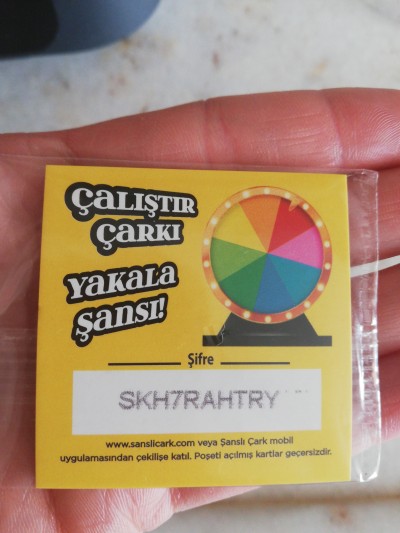 ÇALIŞTIR
ÇARKI
YAKALA
ŞANSI!
Şifre
SKH7RAHTRY
www.sanslicark.com veya Şanslı Çark mobil
uygulamasından çekilişe katıl. Poşeti açılmış kartlar geçersizdir.